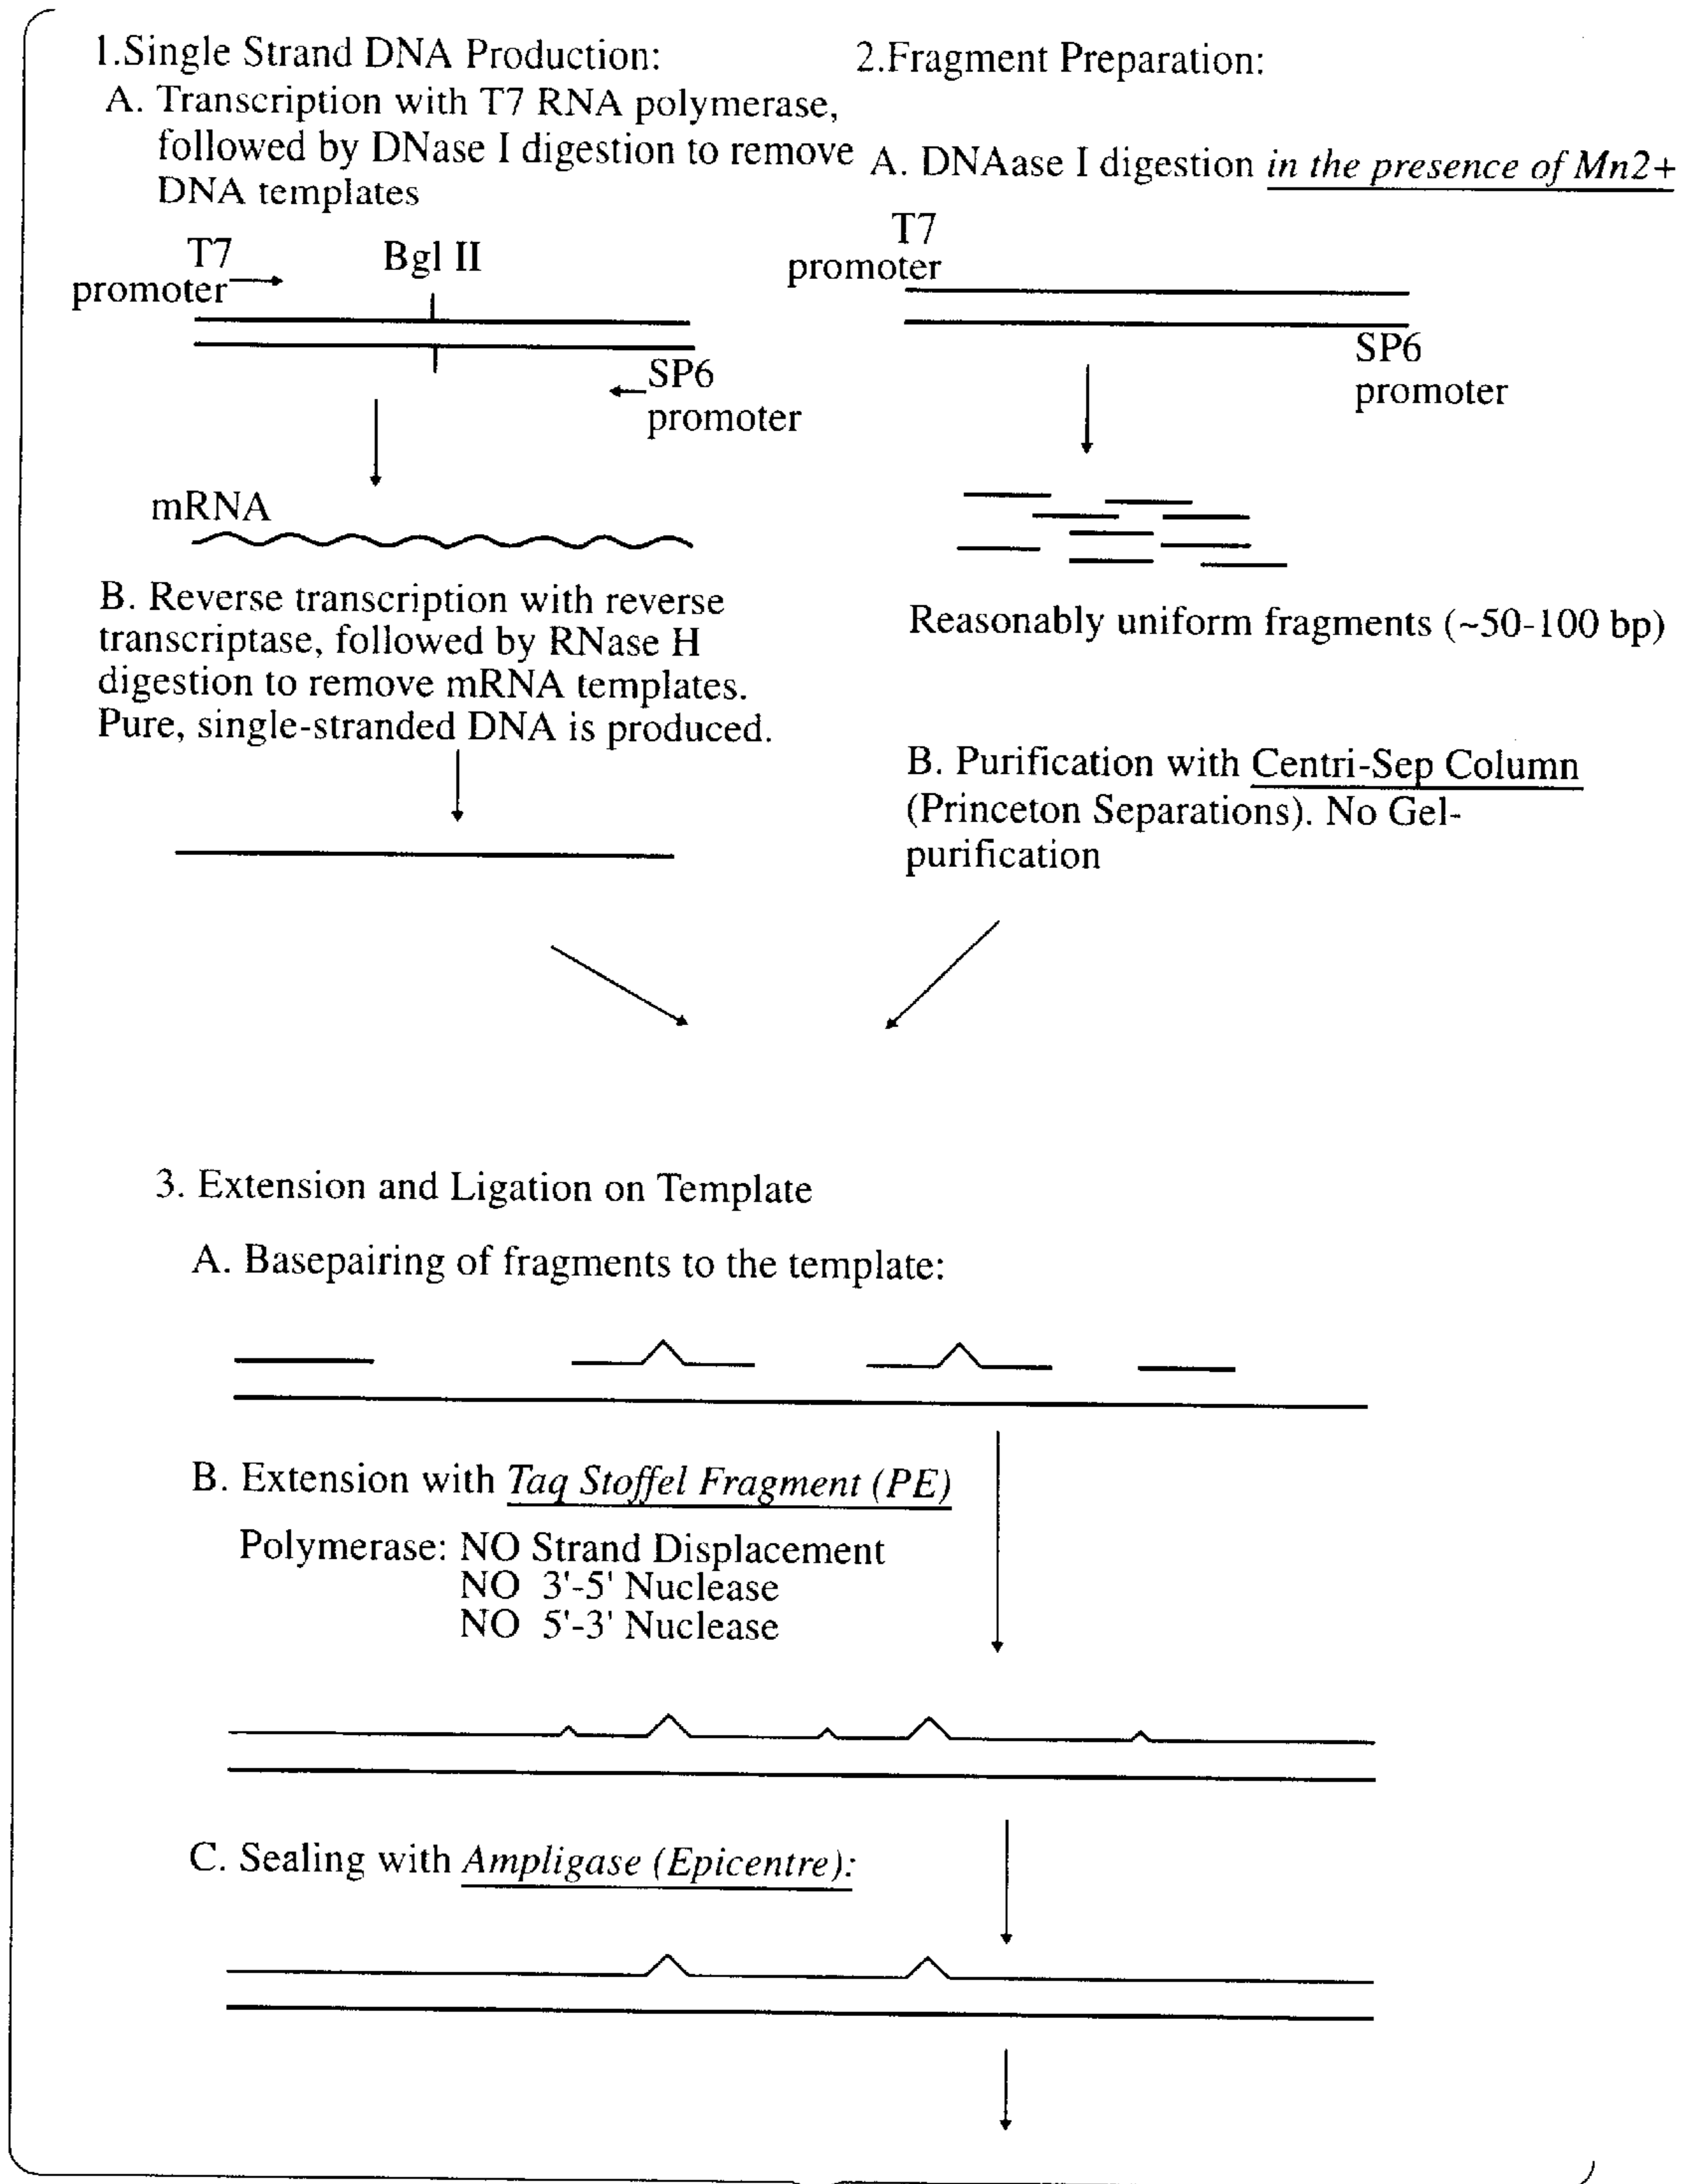 1.Single Strand DNA Production:
A. Transcription with T7 RNA polymerase,
followed by DNase I digestion to remove
DNA templates
T7
promoter
Bgl II
SP6
promoter
mRNA
B. Reverse transcription with reverse
transcriptase, followed by RNase H
digestion to remove mRNA templates.
Pure, single-stranded DNA is produced.
2.Fragment Preparation:
A. DNAase I digestion in the presence of Mn2+
T7
promoter
SP6
promoter
Reasonably uniform fragments (~50-100 bp)
B. Purification with Centri-Sep Column
(Princeton Separations). No Gel-
purification
3. Extension and Ligation on Template
A. Basepairing of fragments to the template:
B. Extension with Taq Stoffel Fragment (PE)
Polymerase: NO Strand Displacement
NO 3'-5' Nuclease
NO 5'-3' Nuclease
C. Sealing with Ampligase (Epicentre):